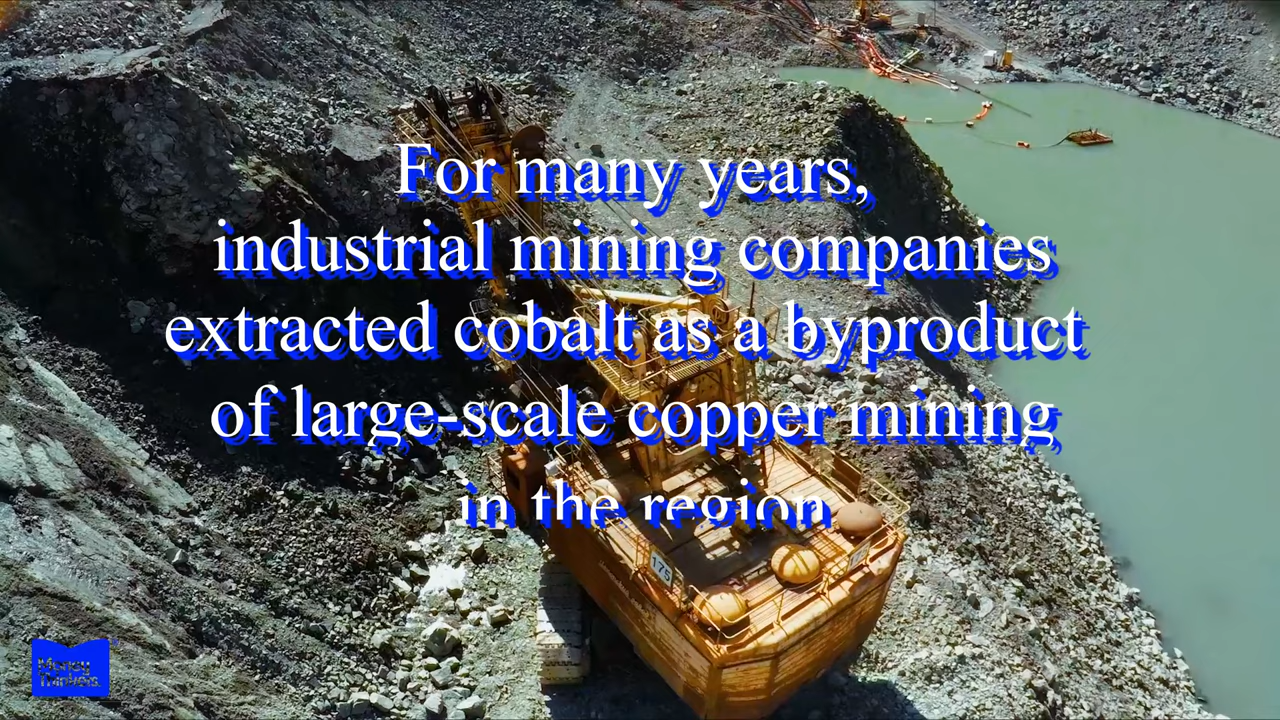 For many years,
industrial mining companies
extracted cobalt as a byproduct
of large-scale copper mining
in the region
175
Money
Thinkers.